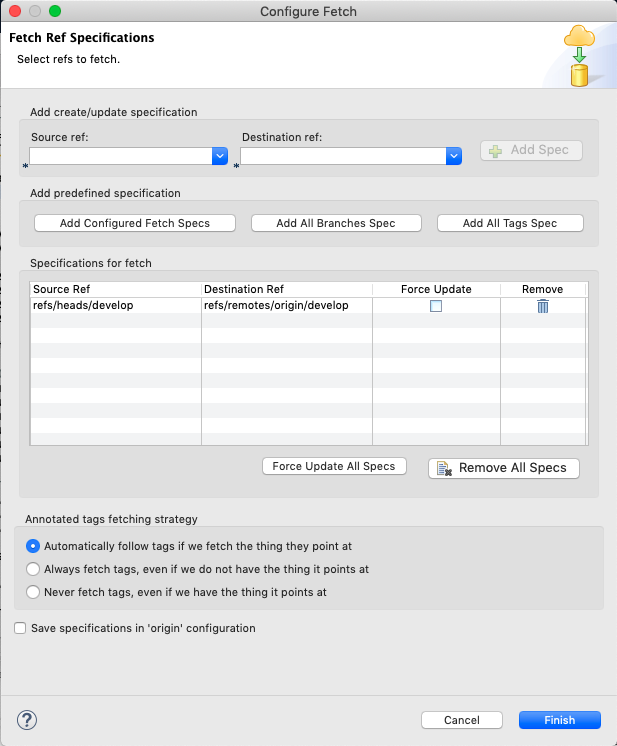 Configure Fetch
Fetch Ref Specifications
Select refs to fetch.
Add create/update specification
Source ref: Destination ref:
* * Add Spec
Add predefined specification
Add Configured Fetch Specs Add All Branches Spec Add All Tags Spec
Specifications for fetch
Source Ref Destination Ref Force Update Remove
refs/heads/develop refs/remotes/origin/develop
Force Update All Specs Remove All Specs
Annotated tags fetching strategy
Automatically follow tags if we fetch the thing they point at
Always fetch tags, even if we do not have the thing it points at
Never fetch tags, even if we have the thing it points at
Save specifications in 'origin' configuration
? Cancel Finish